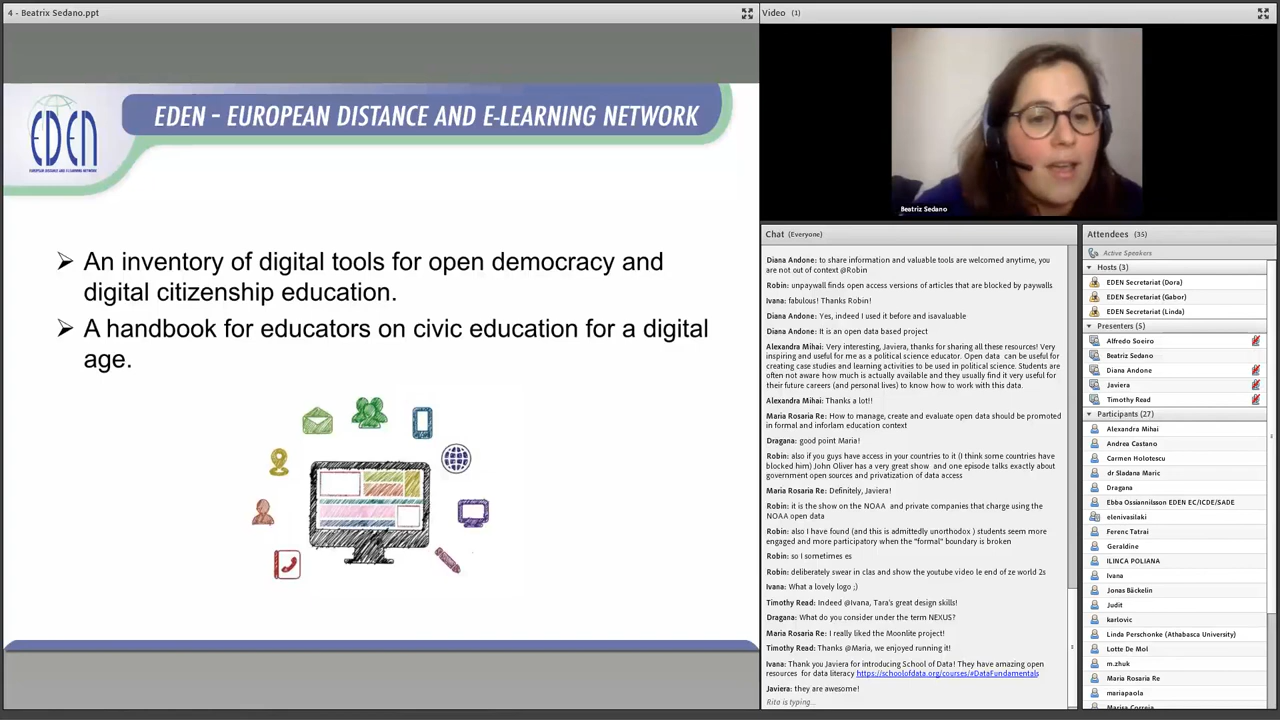 4 - Beatrix Sedano.ppt
EDEN
EUROPEAN DISTANCE AND E-LEARNING NETWORK
EDEN - EUROPEAN DISTANCE AND E-LEARNING NETWORK
An inventory of digital tools for open democracy and
digital citizenship education.
A handbook for educators on civic education for a digital
age.
Video (1)
Beatriz Sedano
Chat (Everyone)
Diana Andone: to share information and valuable tools are welcomed anytime, you
are not out of context @Robin
Robin: unpaywall finds open access versions of articles that are blocked by paywalls
Ivana: fabulous! Thanks Robin!
Diana Andone: Yes, indeed I used it before and isavaluable
Diana Andone: It is an open data based project
Alexandra Mihai: Very interesting, Javiera, thanks for sharing all these resources! Very
inspiring and useful for me as a political science educator. Open data can be useful for
creating case studies and learning activities to be used in political science. Students are
often not aware how much is actually available and they usually find it very useful for
their future careers (and personal lives) to know how to work with this data.
Alexandra Mihai: Thanks a lot!!
Maria Rosaria Re: How to manage, create and evaluate open data should be promoted
in formal and inforlam education context
Dragana: good point Maria!
Robin: also if you guys have access in your countries to it (I think some countries have
blocked him) John Oliver has a very great show and one episode talks exactly about
government open sources and privatization of data access
Maria Rosaria Re: Definitely, Javiera!
Robin: it is the show on the NOAA and private companies that charge using the
NOAA open data
Robin: also I have found (and this is admittedly unorthodox ) students seem more
engaged and more participatory when the "formal" boundary is broken
Robin: so I sometimes es
Robin: deliberately swear in clas and show the youtube video le end of ze world 2s
Ivana: What a lovely logo ;)
Timothy Read: Indeed @Ivana, Tara's great design skills!
Dragana: What do you consider under the term NEXUS?
Maria Rosaria Re: I really liked the Moonlite project!
Timothy Read: Thanks @Maria, we enjoyed running it!
Ivana: Thank you Javiera for introducing School of Data! They have amazing open
resources for data literacy https://schoolofdata.org/courses/#DataFundamentals
Javiera: they are awesome!
Rita is typing...
Attendees (35)
Active Speakers
Hosts (3)
EDEN Secretariat (Dora)
EDEN Secretariat (Gabor)
EDEN Secretariat (Linda)
Presenters (5)
Alfredo Soeiro
Beatriz Sedano
Diana Andone
Javiera
Timothy Read
Participants (27)
Alexandra Mihai
Andrea Castano
Carmen Holotescu
dr Sladana Maric
Dragana
Ebba Ossiannilsson EDEN EC/ICDE/SADE
elenivasilaki
Ferenc Tatrai
Geraldine
ILINCA POLIANA
Ivana
Jonas Bäckelin
Judit
karlovic
Linda Perschonke (Athabasca University)
Lotte De Mol
m.zhuk
Maria Rosaria Re
mariapaola
Marisa Correia